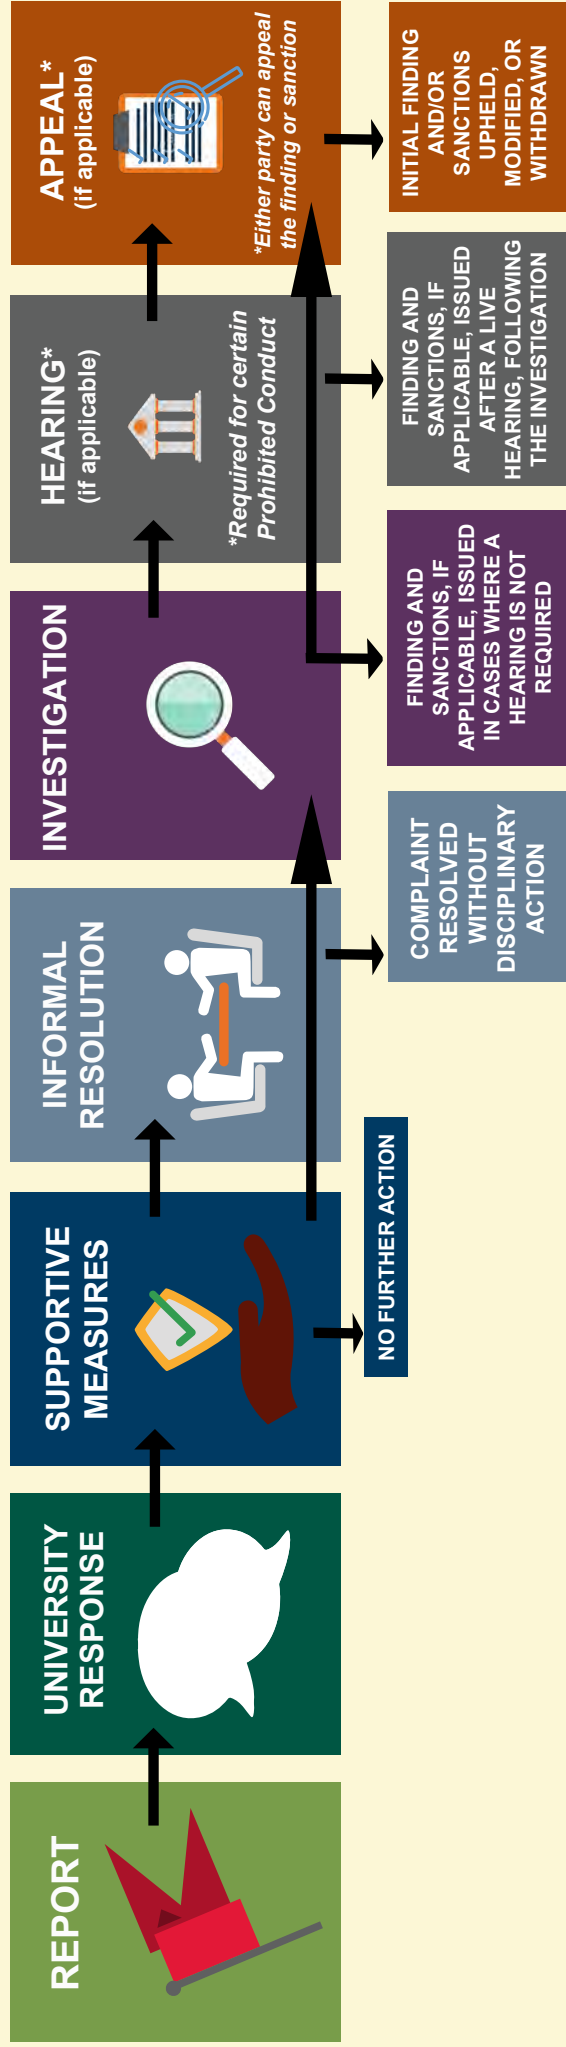 REPORT
UNIVERSITY
RESPONSE
SUPPORTIVE
MEASURES
NO FURTHER ACTION
INFORMAL
RESOLUTION
COMPLAINT
RESOLVED
WITHOUT
DISCIPLINARY
ACTION
INVESTIGATION
FINDING AND
SANCTIONS, IF
APPLICABLE, ISSUED
IN CASES WHERE A
HEARING IS NOT
REQUIRED
HEARING*
(if applicable)
*Required for certain
Prohibited Conduct
FINDING AND
SANCTIONS, IF
APPLICABLE, ISSUED
AFTER A LIVE
HEARING, FOLLOWING
THE INVESTIGATION
APPEAL*
(if applicable)
*Either party can appeal
the finding or sanction
INITIAL FINDING
AND/OR
SANCTIONS
UPHELD,
MODIFIED, OR
WITHDRAWN